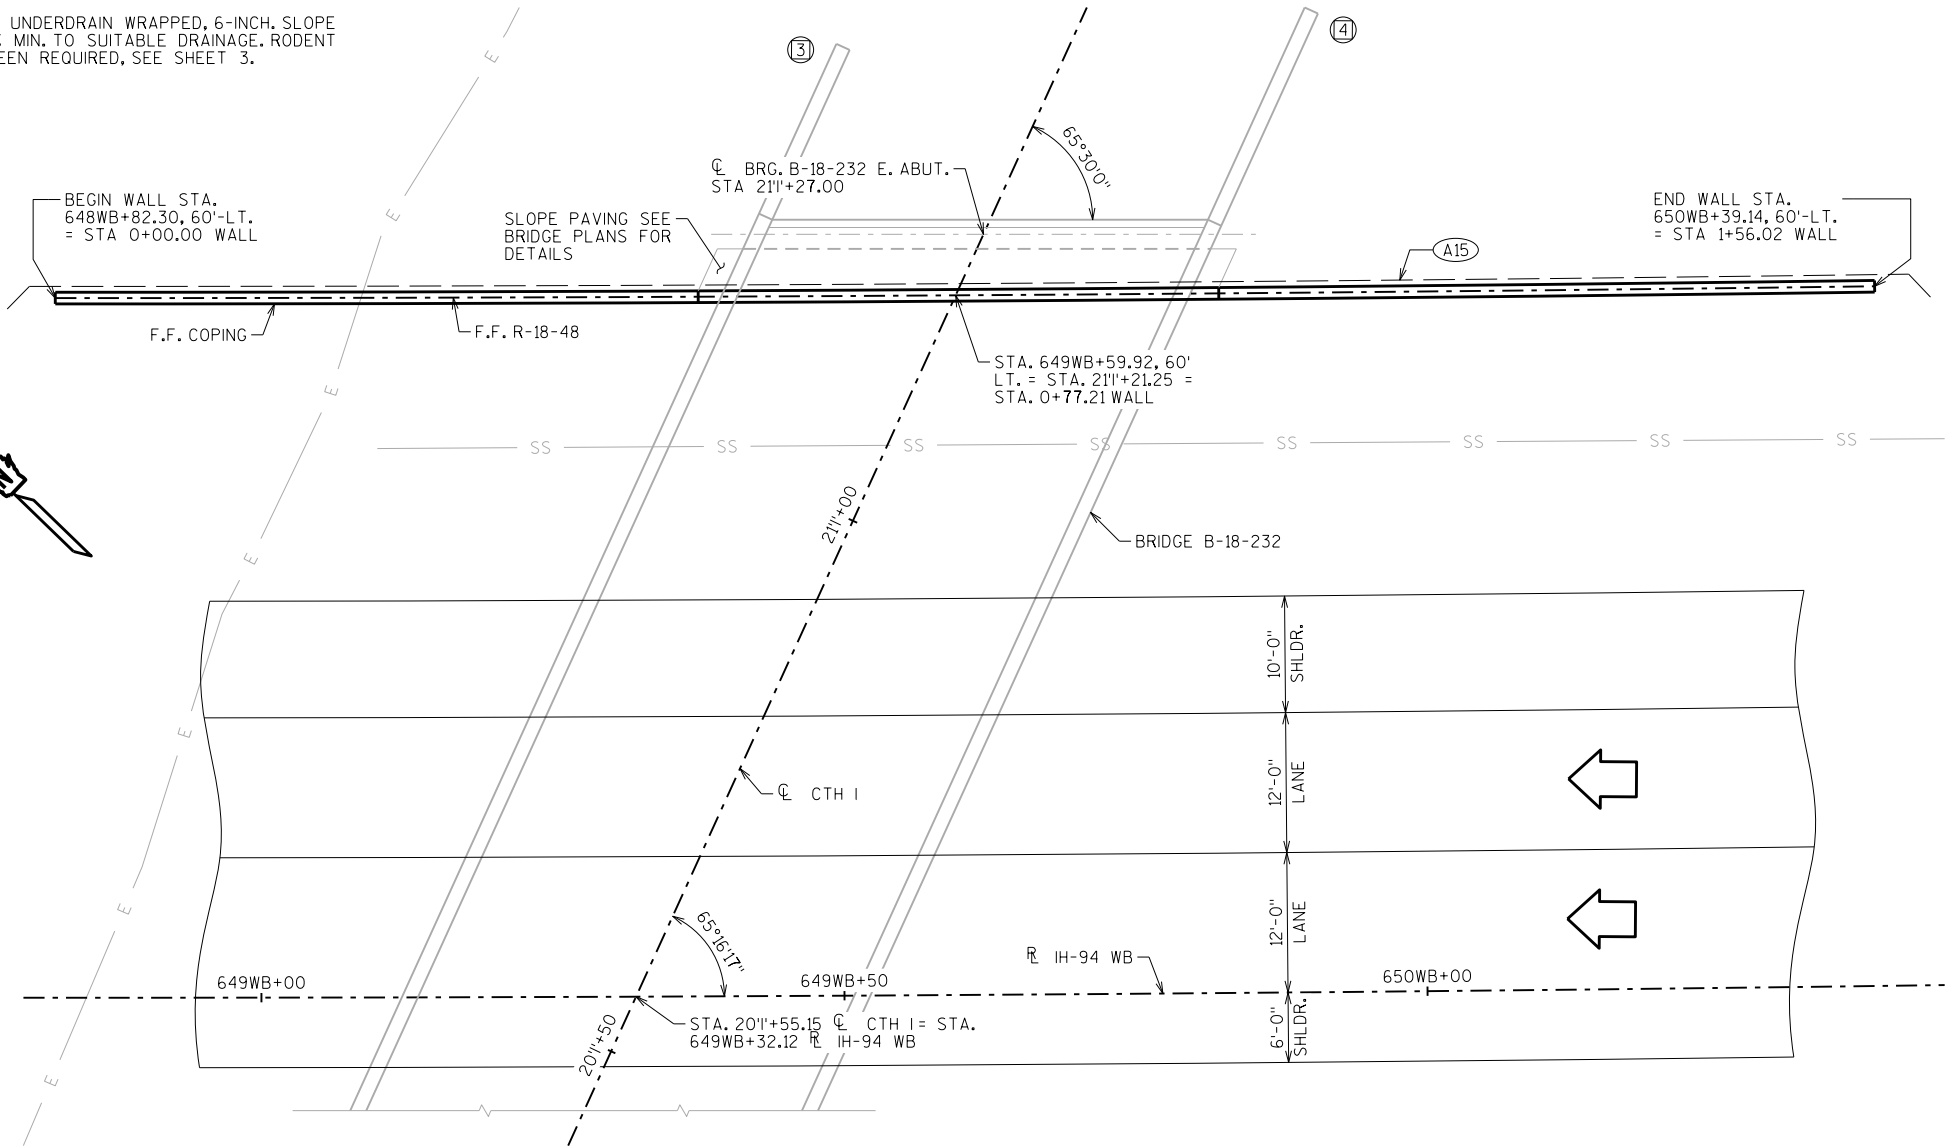 UNDERDRAIN WRAPPED, 6-INCH. SLOPE
MIN. TO SUITABLE DRAINAGE. RODENT
REQUIRED, SEE SHEET 3.
3
4
E
E
65°30'0"
℄ BRG. B-18-232 E. ABUT.
STA 21'I'+27.00
BEGIN WALL STA.
648WB+82.30, 60'-LT.
= STA 0+00.00 WALL
SLOPE PAVING SEE
BRIDGE PLANS FOR
DETAILS
END WALL STA.
650WB+39.14, 60'-LT.
= STA 1+56.02 WALL
A15
F.F. COPING
F.F. R-18-48
E
STA. 649WB+59.92, 60'
LT. = STA. 21'I'+21.25 =
STA. 0+77.21 WALL
SS SS SS SS SS SS SS SS
21'I'+00
BRIDGE B-18-232
E
10'-0"
SHLDR.
E
12'-0"
LANE
℄ CTH I
E
12'-0"
LANE
65°16'17"
649WB+00
649WB+50
650WB+00
℞ IH-94 WB
STA. 20'I'+55.15 ℄ CTH I = STA.
649WB+32.12 ℞ IH-94 WB
20'I'+50
6'-0"
SHLDR.
E